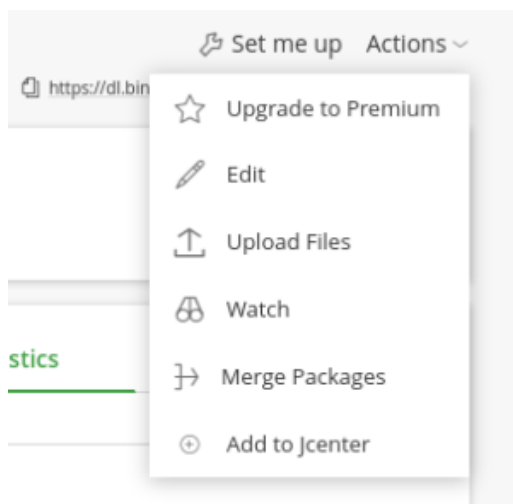 Set me up Actions
https://dl.bin
Upgrade to Premium
Edit
Upload Files
Watch
stics
Merge Packages
Add to Jcenter